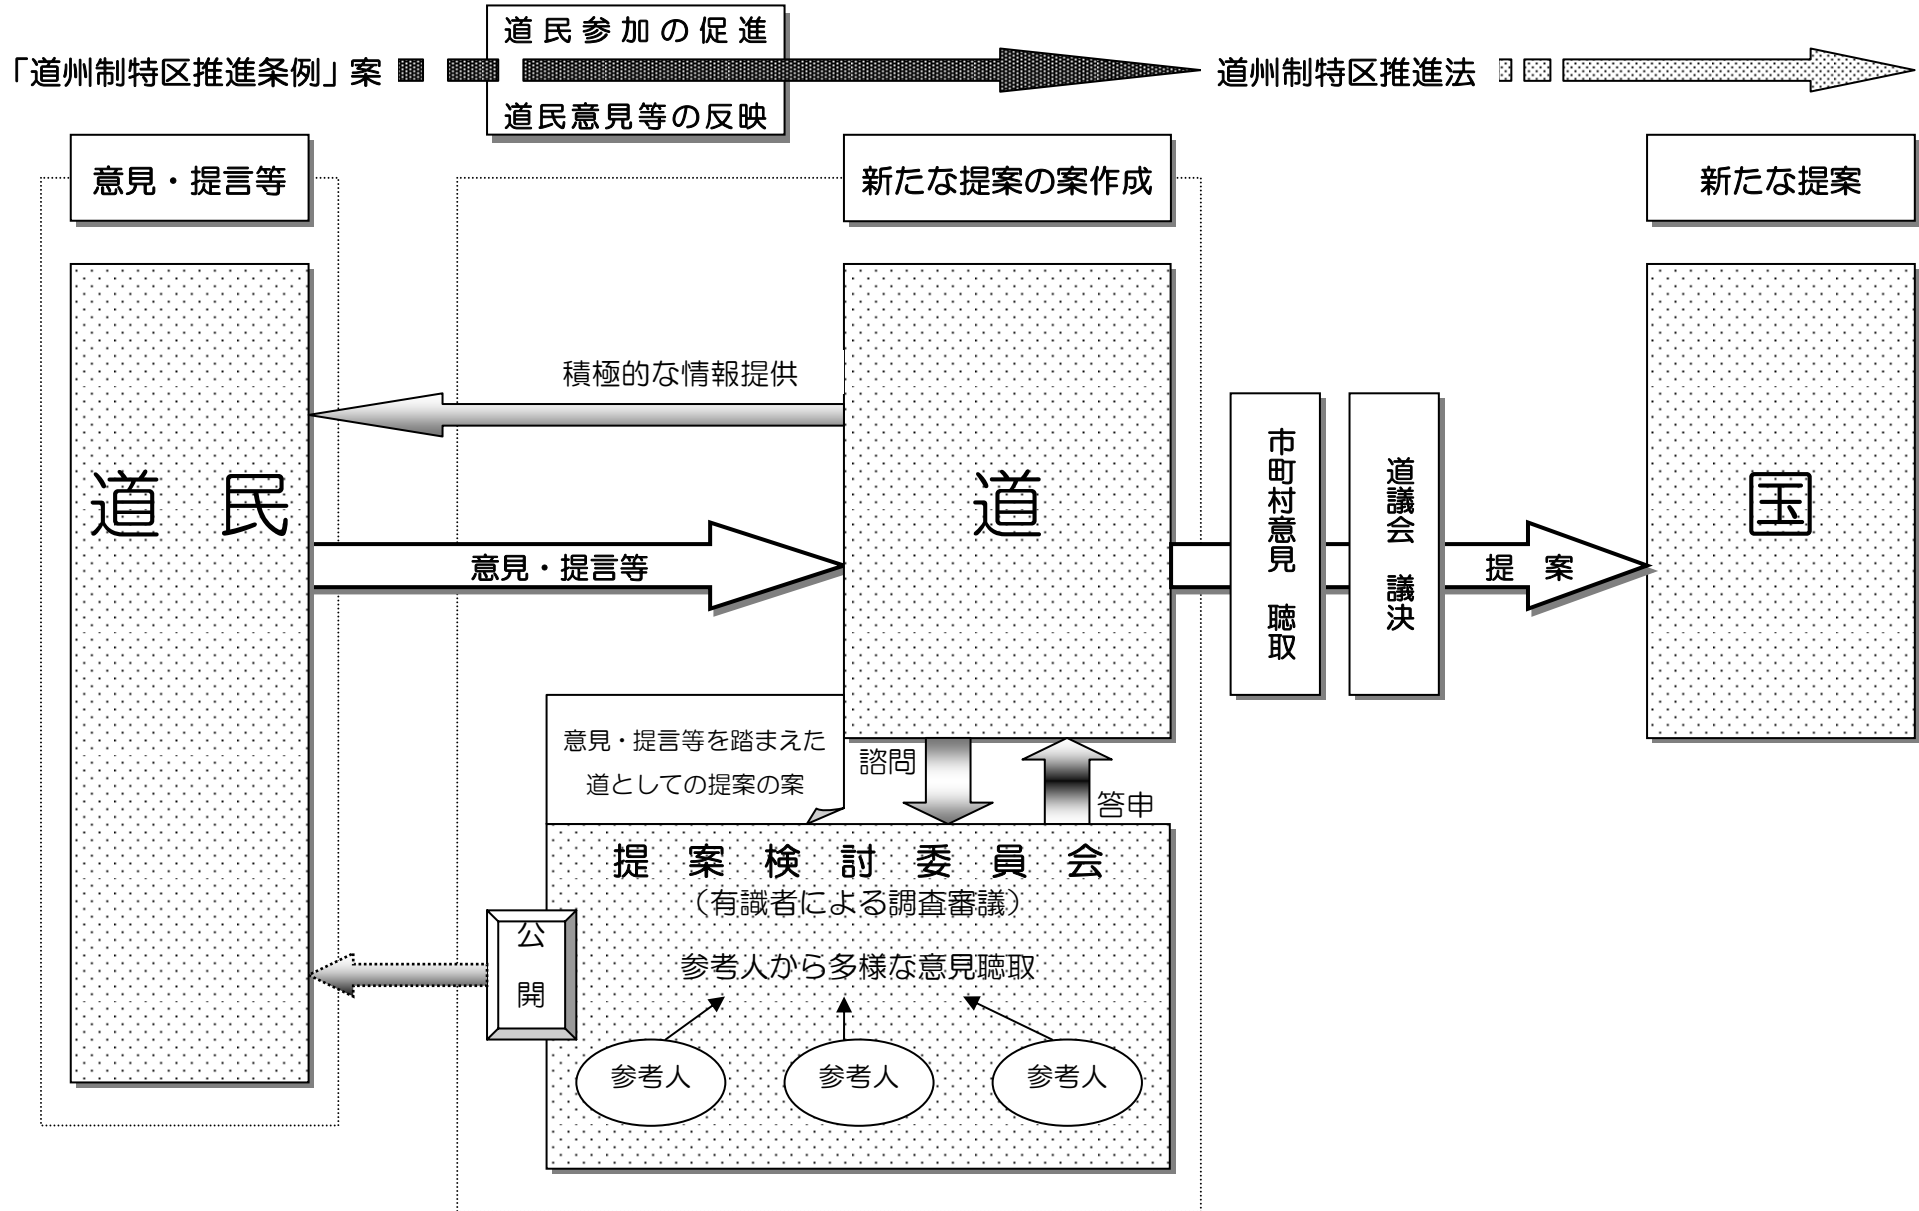 道民参加の促進
「道州制特区推進条例」案
道州制特区推進法
道民意見等の反映
意見・提言等
新たな提案の案作成
新たな提案
積極的な情報提供
道 民
道
国
意見・提言等
市町村意見 聴取
道議会 議決
提 案
意見・提言等を踏まえた
道としての提案の案
諮問
答申
提案検討委員会
（有識者による調査審議）
公開
参考人から多様な意見聴取
参考人
参考人
参考人